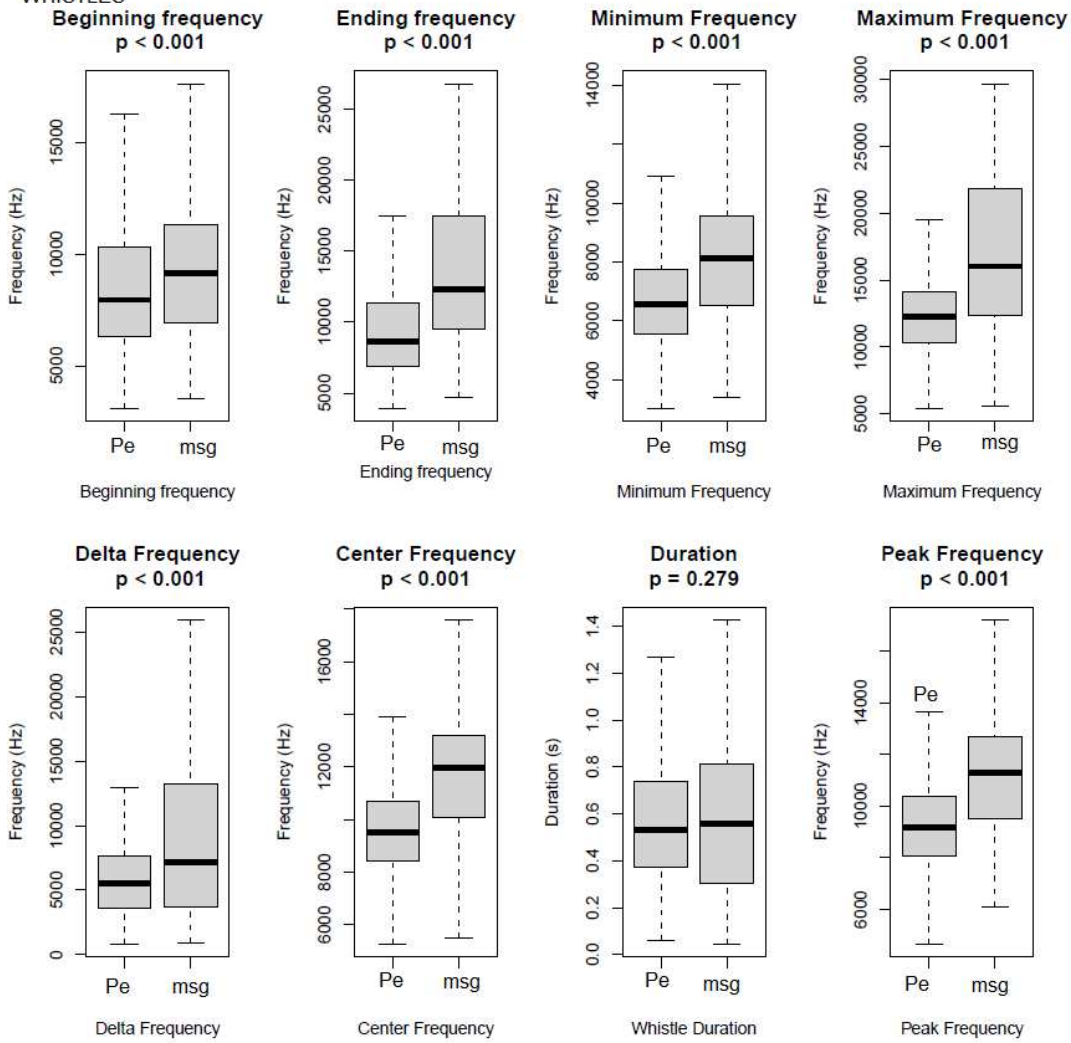 WHISTLES
Beginning frequency
p < 0.001
Frequency (Hz)
5000 10000 15000
Pe msg
Beginning frequency
Ending frequency
p < 0.001
Frequency (Hz)
5000 10000 15000 20000 25000
Pe msg
Ending frequency
Minimum Frequency
p < 0.001
Frequency (Hz)
4000 6000 8000 10000 14000
Pe msg
Minimum Frequency
Maximum Frequency
p < 0.001
Frequency (Hz)
5000 10000 15000 20000 25000 30000
Pe msg
Maximum Frequency
Delta Frequency
p < 0.001
Frequency (Hz)
0 5000 10000 15000 20000 25000
Pe msg
Delta Frequency
Center Frequency
p < 0.001
Frequency (Hz)
6000 8000 12000 16000
Pe msg
Center Frequency
Duration
p = 0.279
Duration (s)
0.0 0.2 0.4 0.6 0.8 1.0 1.2 1.4
Pe msg
Whistle Duration
Peak Frequency
p < 0.001
Frequency (Hz)
6000 10000 14000
Pe
Pe msg
Peak Frequency